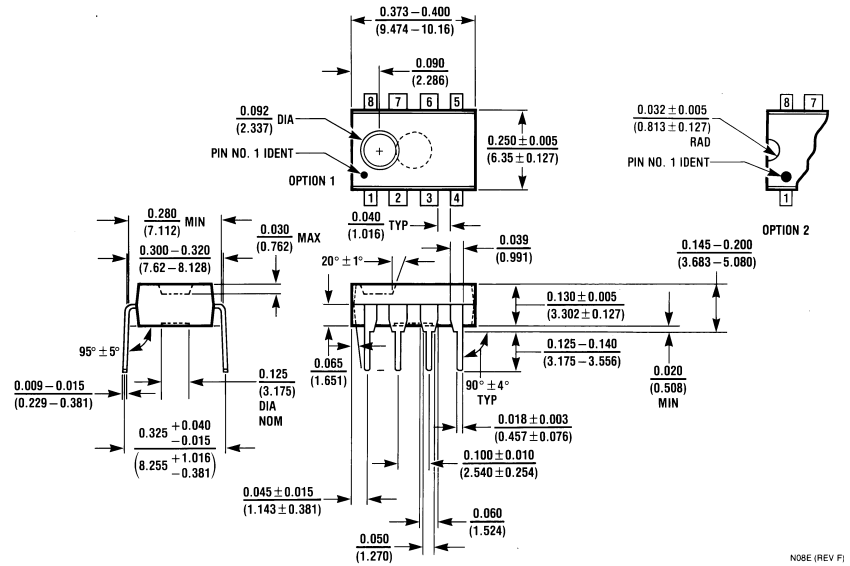 0.373 – 0.400
(9.474 – 10.16)
0.090
(2.286)
8 7 6 5
0.092
(2.337)
DIA
PIN NO. 1 IDENT
OPTION 1
1 2 3 4
0.250 ± 0.005
(6.35 ± 0.127)
0.032 ± 0.005
(0.813 ± 0.127)
RAD
PIN NO. 1 IDENT
8 7
1
OPTION 2
0.280
(7.112)
MIN
0.300 – 0.320
(7.62 – 8.128)
0.030
(0.762)
MAX
0.040
(1.016)
TYP
0.039
(0.991)
20° ± 1°
0.145 – 0.200
(3.683 – 5.080)
0.130 ± 0.005
(3.302 ± 0.127)
0.125 – 0.140
(3.175 – 3.556)
0.020
(0.508)
MIN
95° ± 5°
0.009 – 0.015
(0.229 – 0.381)
0.125
(3.175)
DIA
NOM
0.065
(1.651)
90° ± 4°
TYP
0.018 ± 0.003
(0.457 ± 0.076)
0.325 +0.040
–0.015
(8.255 +1.016
–0.381)
0.100 ± 0.010
(2.540 ± 0.254)
0.045 ± 0.015
(1.143 ± 0.381)
0.060
(1.524)
0.050
(1.270)
N08E (REV F)